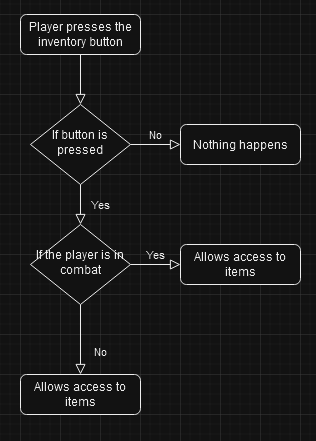 Player presses the
inventory button
If button is
pressed
No
Nothing happens
Yes
If the player is in
combat
Yes
Allows access to
items
No
Allows access to
items